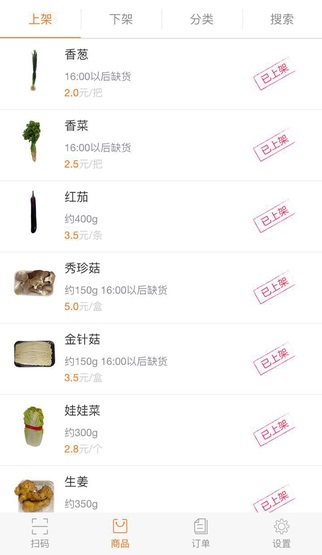 上架 下架 分类 搜索
香葱
16:00以后缺货
2.0元/把
已上架
香菜
16:00以后缺货
2.5元/把
已上架
红茄
约400g
3.5元/条
已上架
秀珍菇
约150g 16:00以后缺货
5.0元/盒
已上架
金针菇
约150g 16:00以后缺货
3.5元/盒
已上架
娃娃菜
约300g
2.8元/个
已上架
生姜
约350g
已上架
扫码 商品 订单 设置